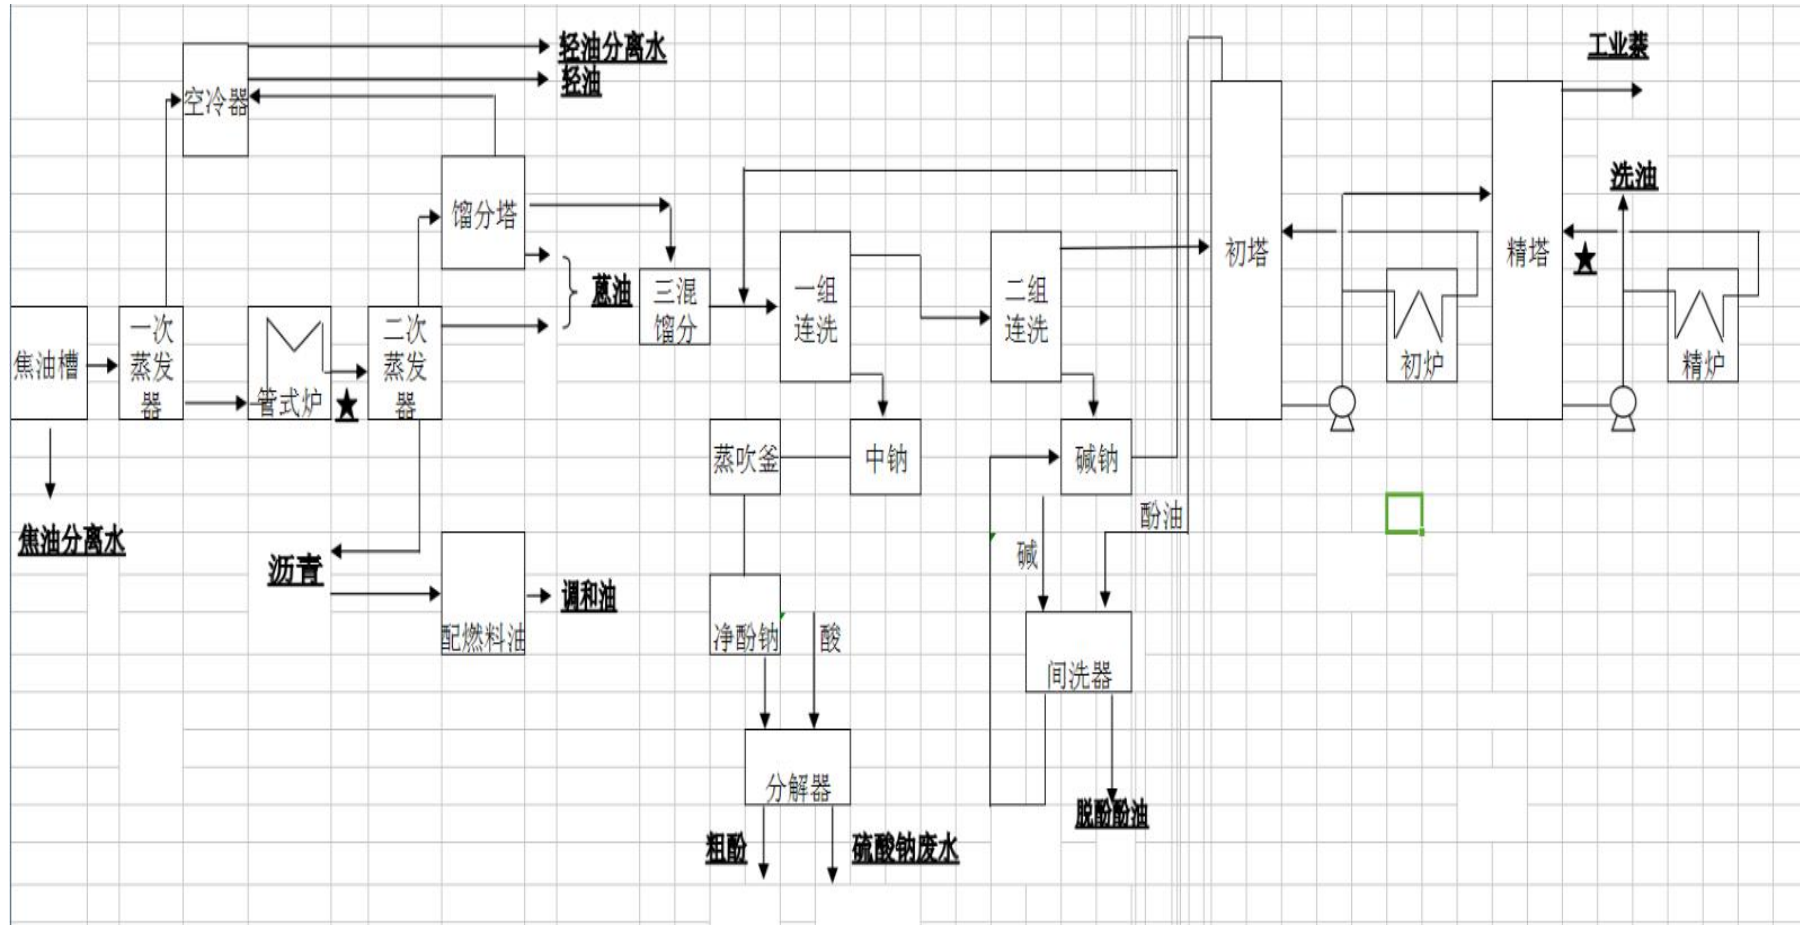 轻油分离水
轻油
空冷器
工业萘
洗油
馏分塔
初塔
精塔
蒽油
三混
馏分
一组
连洗
二组
连洗
焦油槽
一次
蒸发
器
管式炉
★
二次
蒸发
器
初炉
★
精炉
蒸吹釜
中钠
碱钠
酚油
焦油分离水
沥青
碱
调和油
配燃料油
净酚钠
酸
间洗器
分解器
脱酚酚油
粗酚
硫酸钠废水